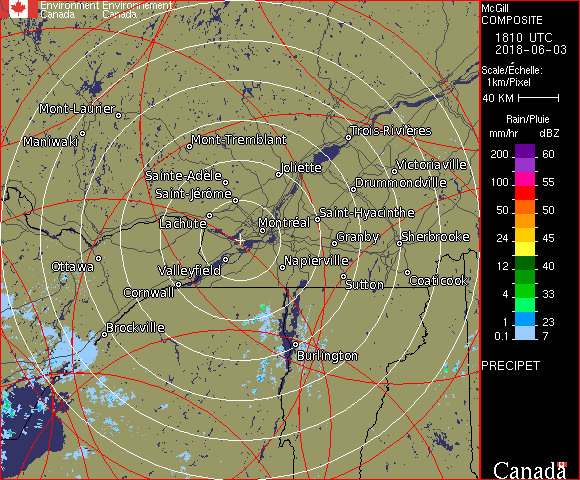 Environment Environnement
Canada Canada
McGill
COMPOSITE
1810 UTC
2018-06-03
Scale/Échelle:
1km/Pixel
40 KM
Rain/Pluie
mm/hr dBZ
200 60
100 55
50 50
24 45
12 40
4 33
1 23
0.1 7
PRECIPET
Canada
Mont-Laurier
Maniwaki
Mont-Tremblant
Trois-Rivières
Sainte-Adèle
Joliette
Victoriaville
Saint-Jérôme
Drummondville
Lachute
Montréal
Saint-Hyacinthe
Granby
Sherbrooke
Ottawa
Valleyfield
Napierville
Cornwall
Sutton
Coaticook
Brockville
Burlington